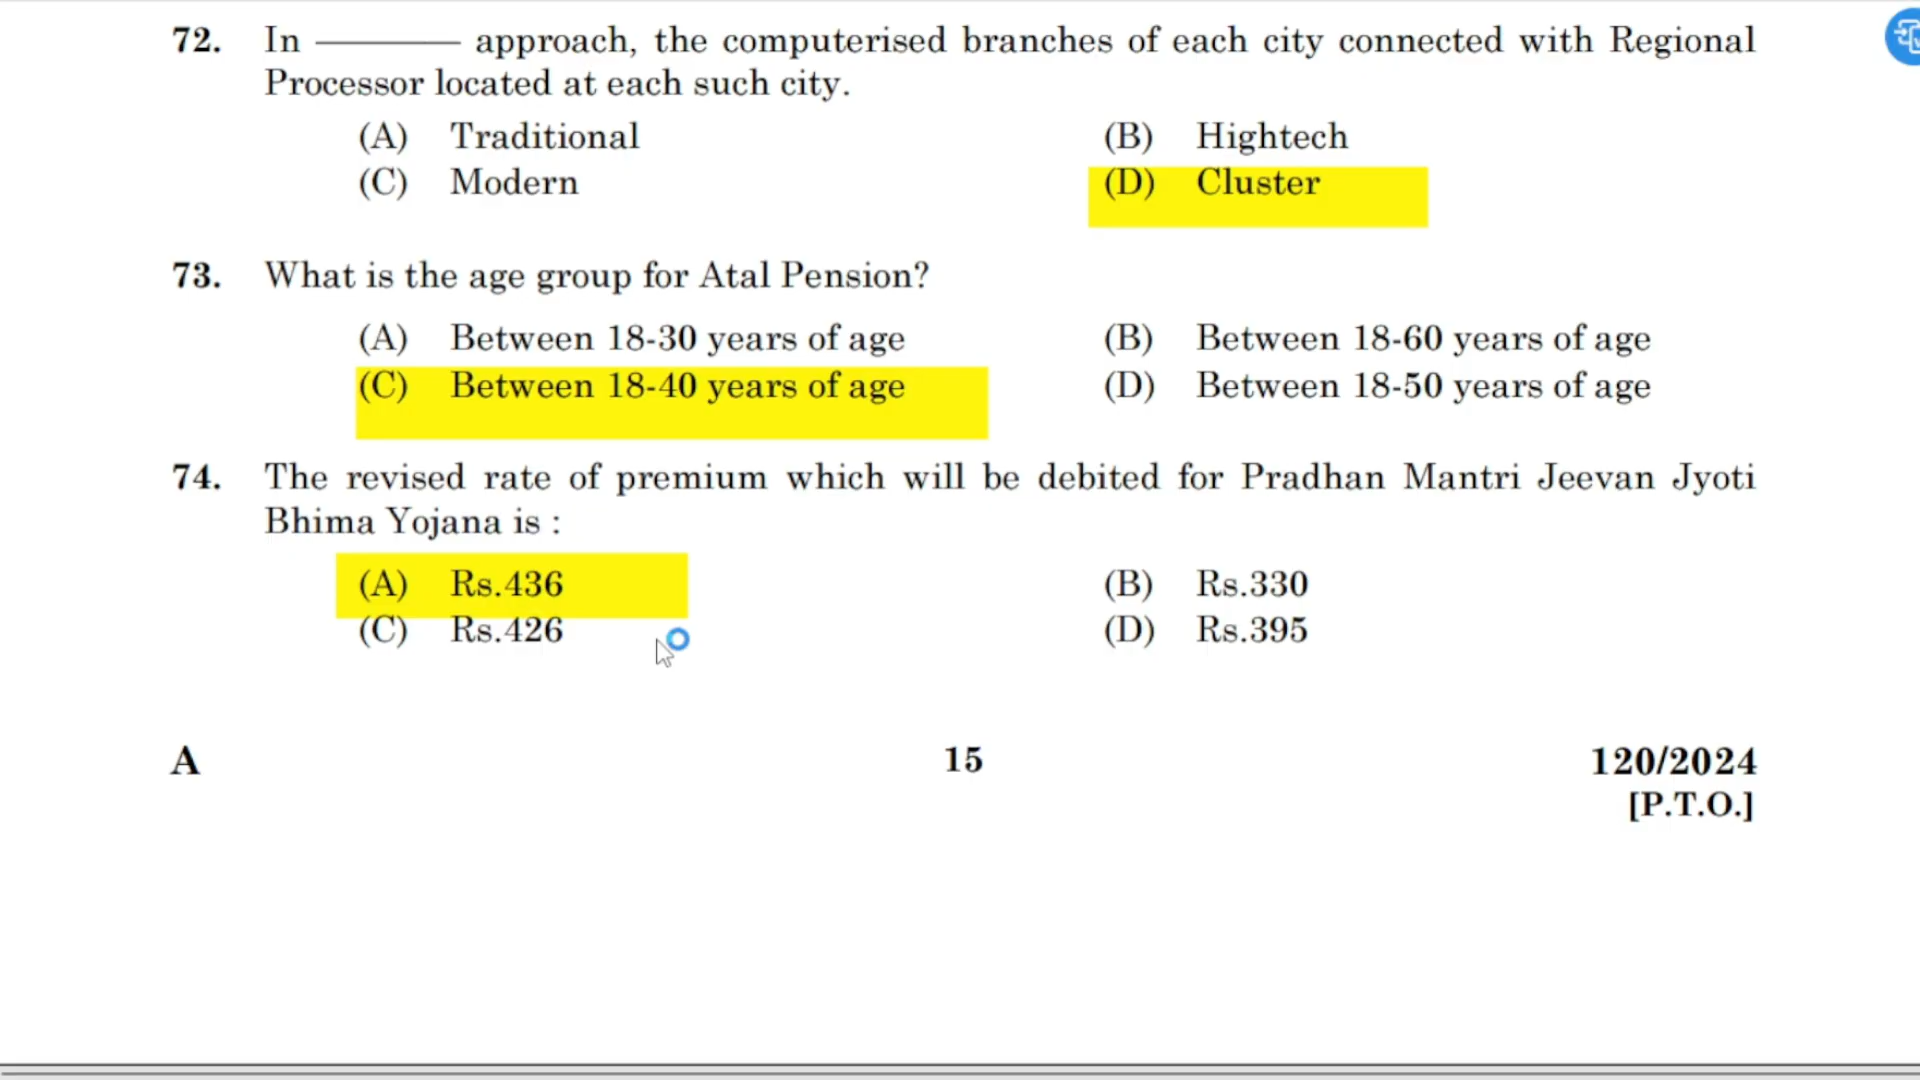 72. In ———— approach, the computerised branches of each city connected with Regional
Processor located at each such city.
(A) Traditional (B) Hightech
(C) Modern (D) Cluster
73. What is the age group for Atal Pension?
(A) Between 18-30 years of age (B) Between 18-60 years of age
(C) Between 18-40 years of age (D) Between 18-50 years of age
74. The revised rate of premium which will be debited for Pradhan Mantri Jeevan Jyoti
Bhima Yojana is :
(A) Rs.436 (B) Rs.330
(C) Rs.426 (D) Rs.395
A 15 120/2024
[P.T.O.]